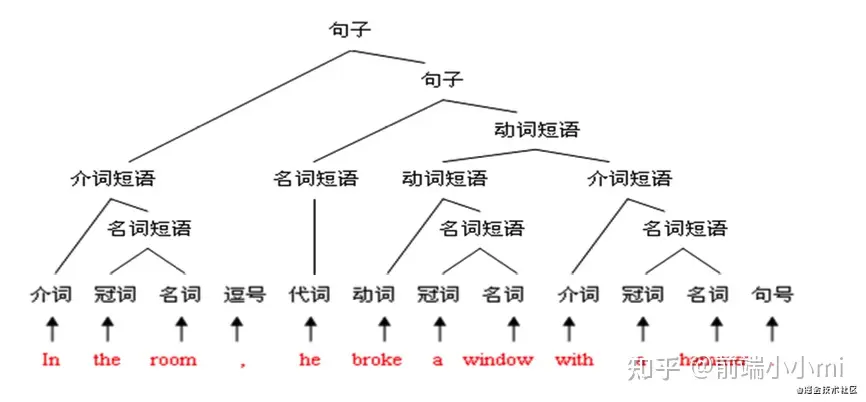 句子
句子
动词短语
介词短语 名词短语 动词短语 介词短语
名词短语 名词短语 名词短语
介词 冠词 名词 逗号 代词 动词 冠词 名词 介词 冠词 名词 句号
In the room , he broke a window with
知乎 @前端小小mi
@掘金技术社区